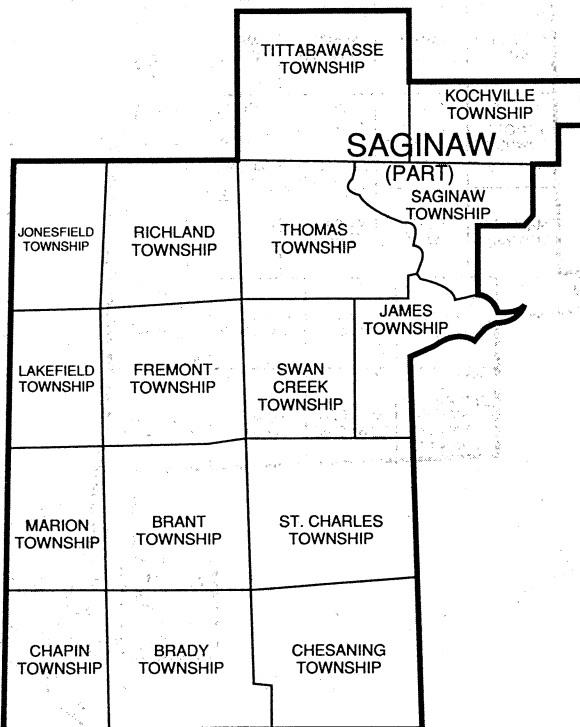 TITTABAWASSE
TOWNSHIP
KOCHVILLE
TOWNSHIP
SAGINAW
(PART)
SAGINAW
TOWNSHIP
JONESFIELD
TOWNSHIP
RICHLAND
TOWNSHIP
THOMAS
TOWNSHIP
JAMES
TOWNSHIP
LAKEFIELD
TOWNSHIP
FREMONT
TOWNSHIP
SWAN
CREEK
TOWNSHIP
MARION
TOWNSHIP
BRANT
TOWNSHIP
ST. CHARLES
TOWNSHIP
CHAPIN
TOWNSHIP
BRADY
TOWNSHIP
CHESANING
TOWNSHIP